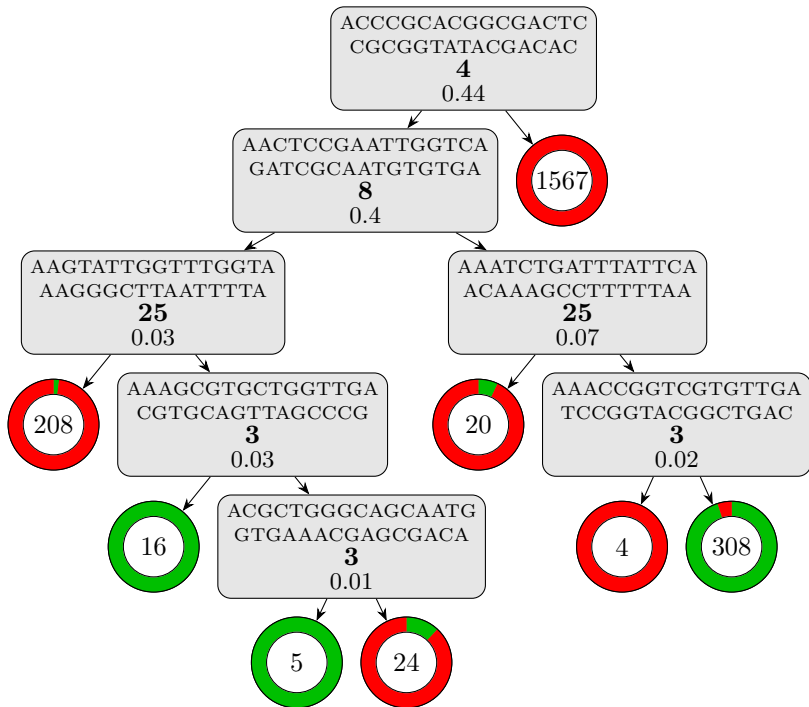 ACCCGCACGGCGACTC
CGCGGTATACGACAC
4
0.44
AACTCCGAATTGGTCA
GATCGCAATGTGTGA
8
0.4
1567
AAGTATTGGTTTGGTA
AAGGGCTTAATTTTA
25
0.03
AAATCTGATTTATTCA
ACAAAGCCTTTTTAA
25
0.07
208
AAAGCGTGCTGGTTGA
CGTGCAGTTAGCCCG
3
0.03
20
AAACCGGTCGTGTTGA
TCCGGTACGGCTGAC
3
0.02
16
ACGCTGGGCAGCAATG
GTGAAACGAGCGACA
3
0.01
4
308
5
24